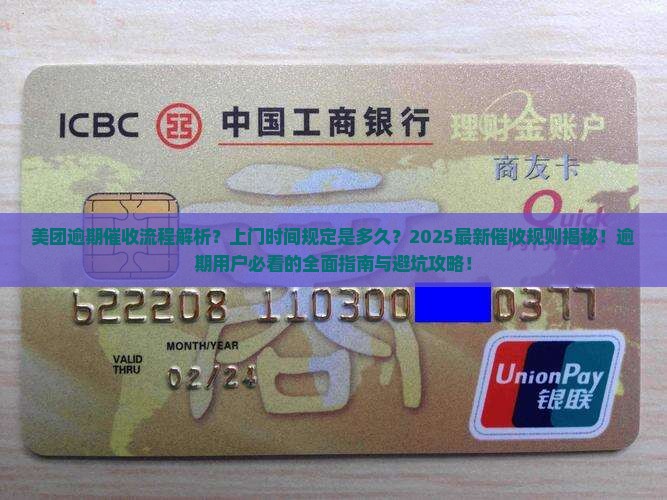 ICBC 中国工商银行 理财金账户
商友卡
Quick
美团逾期催收流程解析？上门时间规定是多久？2025最新催收规则揭秘！逾
期用户必看的全面指南与避坑攻略！
商
622208 110300 0377
MONTH/YEAR
VALID
THRU
02/24
UnionPay
银联